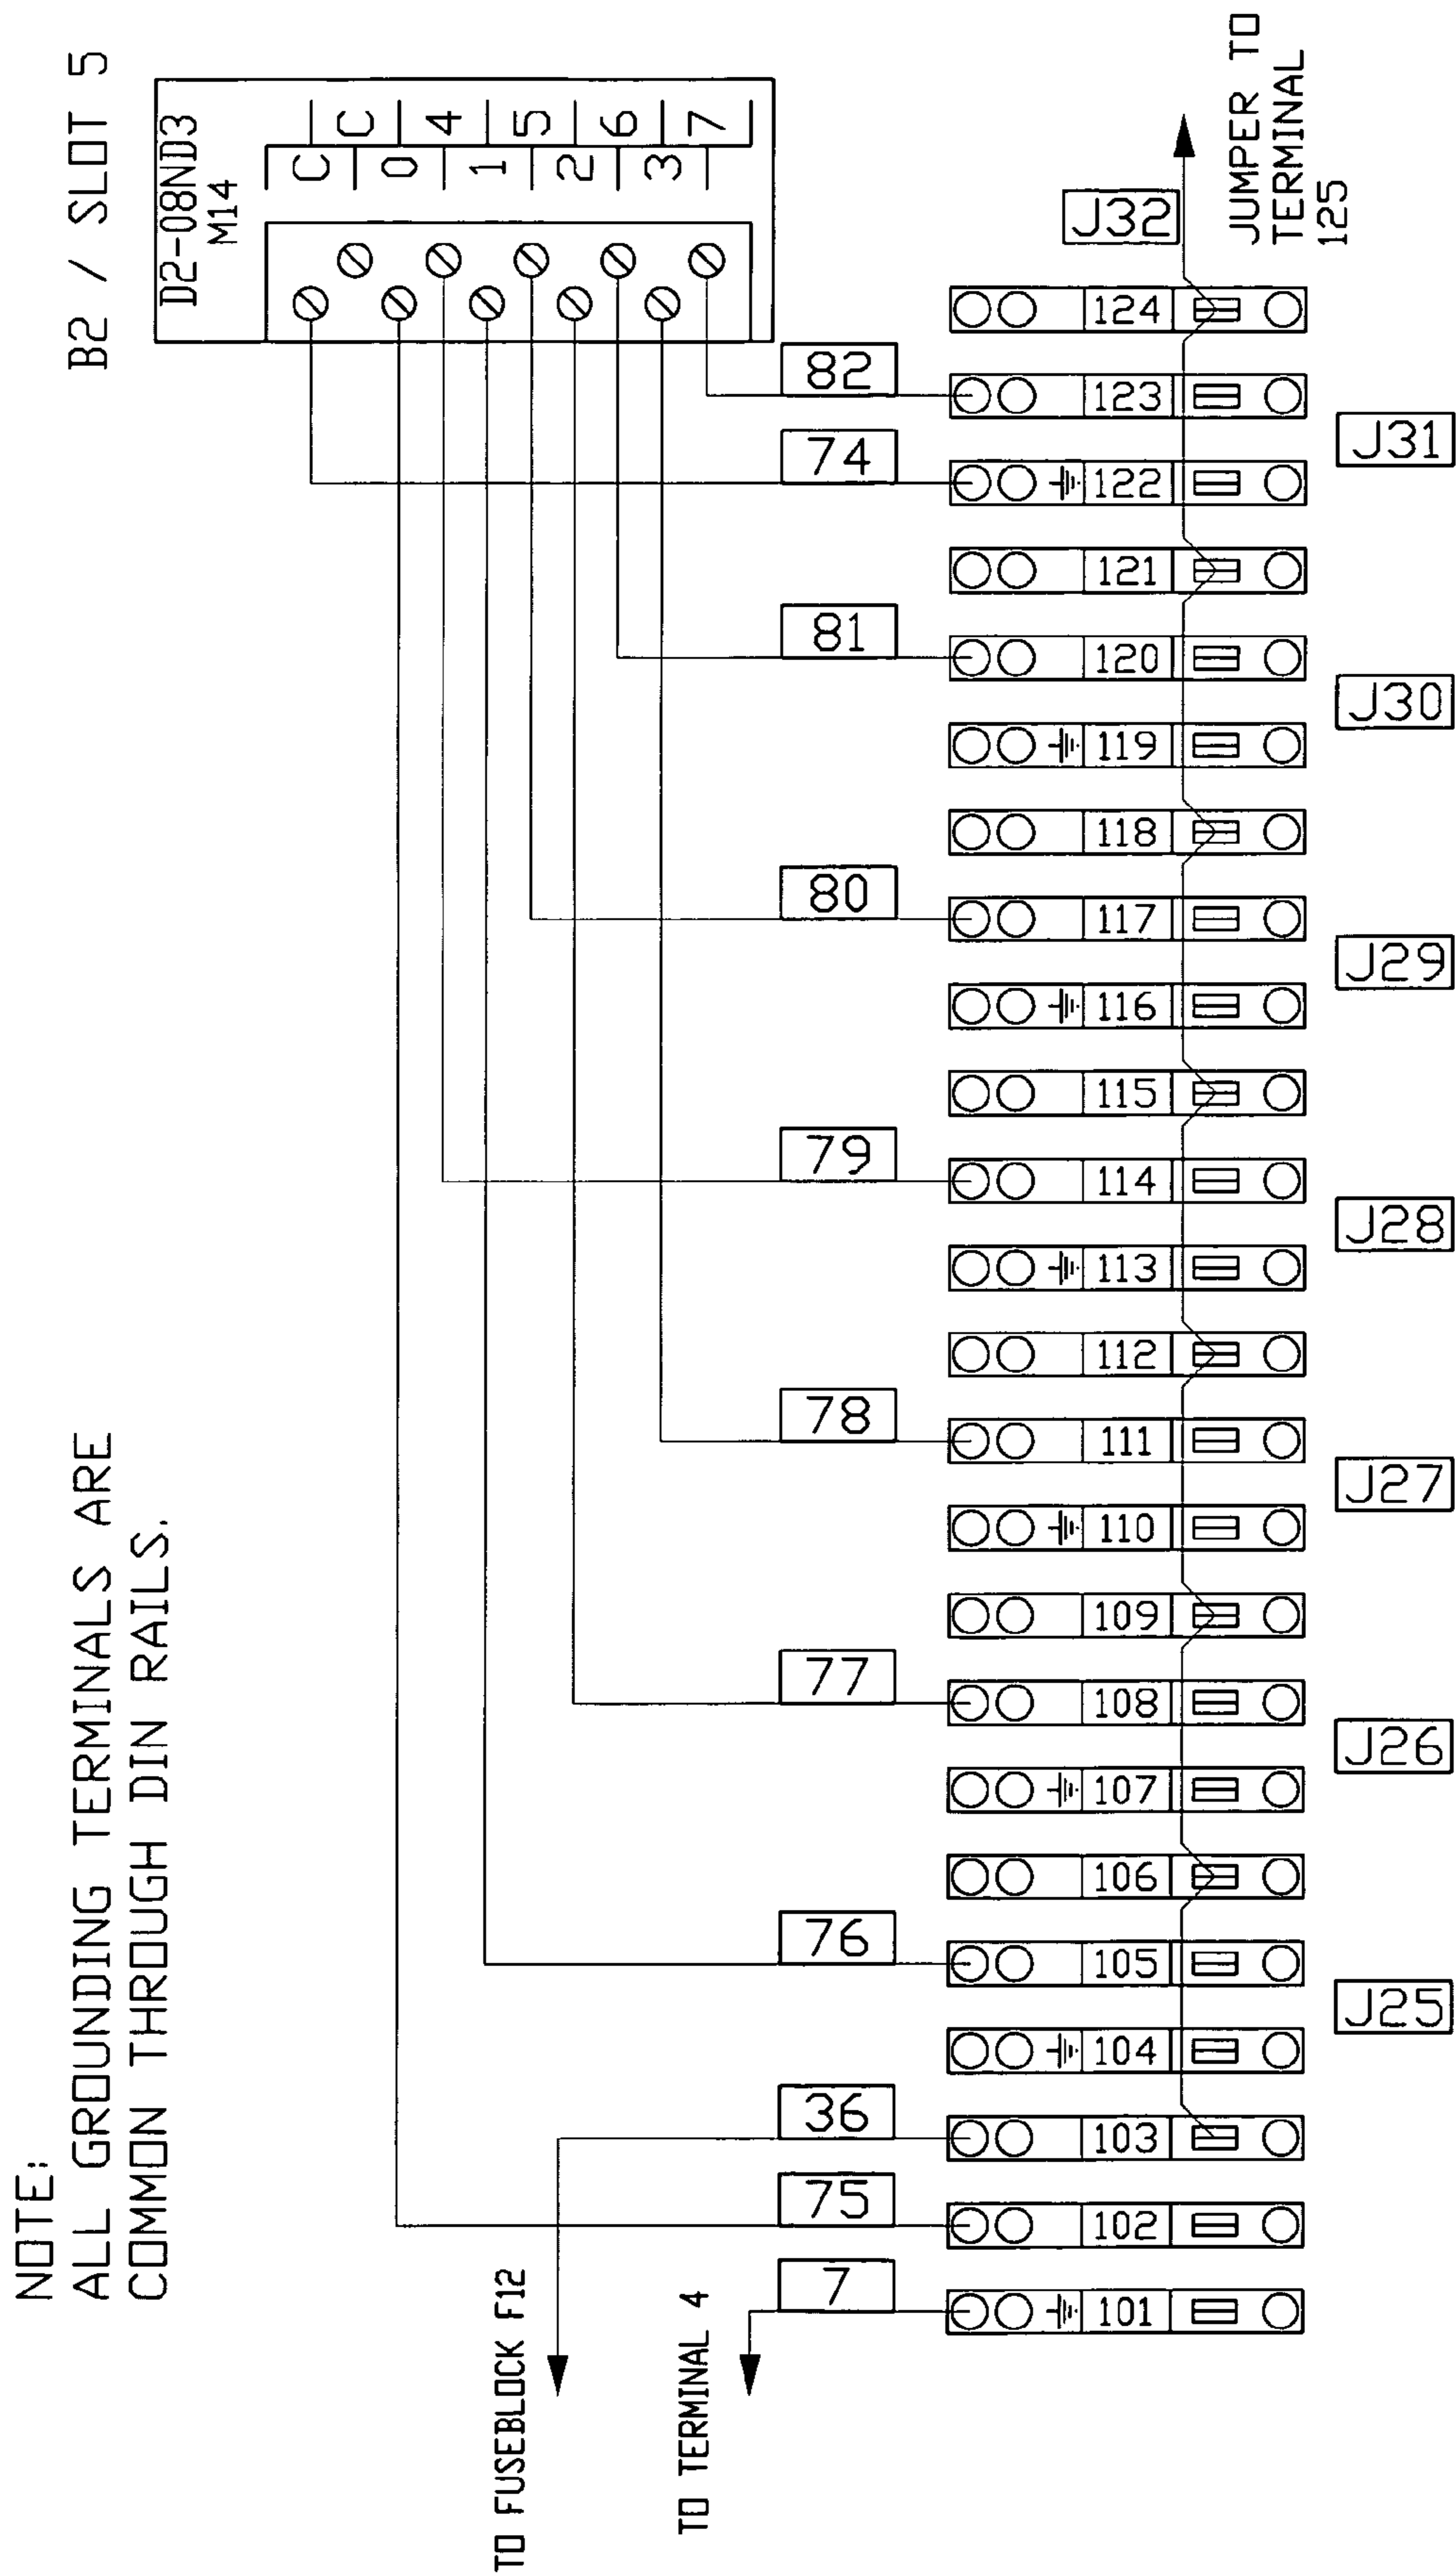 NOTE:
ALL GROUNDING TERMINALS ARE
COMMON THROUGH DIN RAILS.
B2 / SLOT 5
D2-08ND3
M14
C
C
0
4
1
5
2
6
3
7
TO FUSEBLOCK F12
TO TERMINAL 4
7
75
36
76
77
78
79
80
81
74
82
101
102
103
104
105
106
107
108
109
110
111
112
113
114
115
116
117
118
119
120
121
122
123
124
J32
JUMPER TO
TERMINAL
125
J25
J26
J27
J28
J29
J30
J31